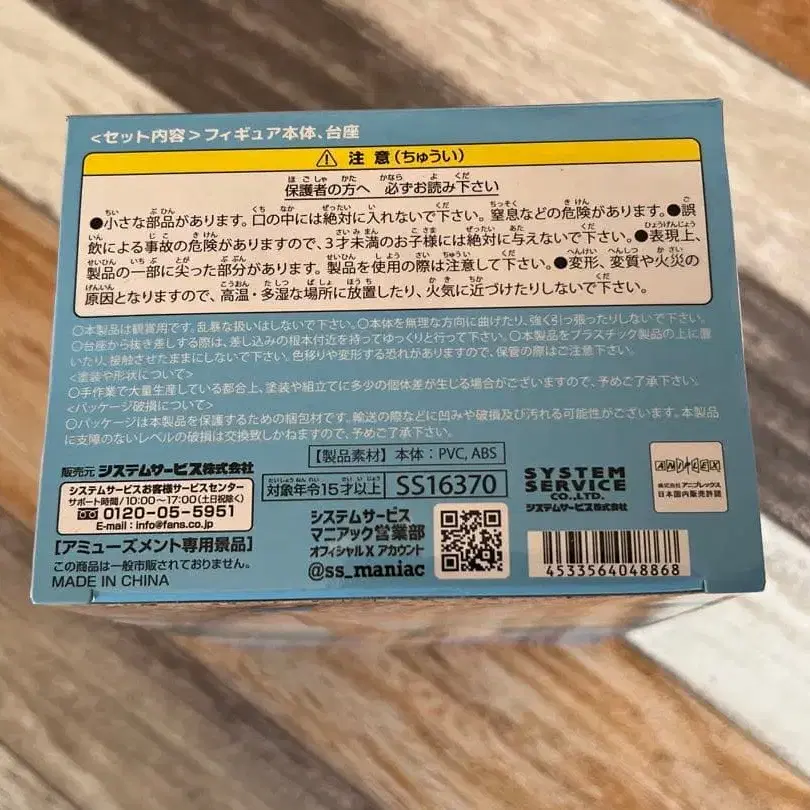 <セット内容>フィギュア本体、台座
⚠ 注意(ちゅうい)
保護者の方へ 必ずお読み下さい
●小さな部品があります。口の中には絶対に入れないで下さい。窒息などの危険があります。●誤
飲による事故の危険がありますので、3才未満のお子様には絶対に与えないで下さい。●表現上、
製品の一部に尖った部分があります。製品を使用の際は注意して下さい。●変形、変質や火災の
原因となりますので、高温・多湿な場所に放置したり、火気に近づけたりしないで下さい。
○本製品は観賞用です。乱暴な扱いはしないで下さい。○本体を無理な方向に曲げたり、強く引っ張ったりしないで下さい。
○台座から抜き差しする際は、差し込みの根本付近を持ってゆっくりと行って下さい。○本製品をプラスチック製品の上に置
いたり、接触させたままにしないで下さい。色移りや変形する恐れがありますので、保管の際はご注意下さい。
<塗装や形状について>
○手作業で大量生産している都合上、塗装や組立てに多少の個体差が生じる場合がございますので、予めご了承下さい。
<パッケージ破損について>
○パッケージは本製品を保護するための梱包材です。輸送の際などに凹みや破損及び汚れる可能性がございます。本製品
に支障のないレベルの破損は交換致しかねますので、予めご了承下さい。
【製品素材】本体:PVC, ABS
対象年令15才以上
SS16370
販売元 システムサービス株式会社
システムサービスお客様サービスセンター
サポート時間/10:00~17:00(土日祝除く)
0120-05-5951
E-mail : info@fans.co.jp
【アミューズメント専用景品】
この商品は一般市販されておりません。
MADE IN CHINA
システムサービス
マニアック営業部
オフィシャル X アカウント
@ss_maniac
SYSTEM
SERVICE
CO.,LTD.
システムサービス株式会社
4533564048868
ANIPLEX
株式会社 アニプレックス
日本国内販売許諾